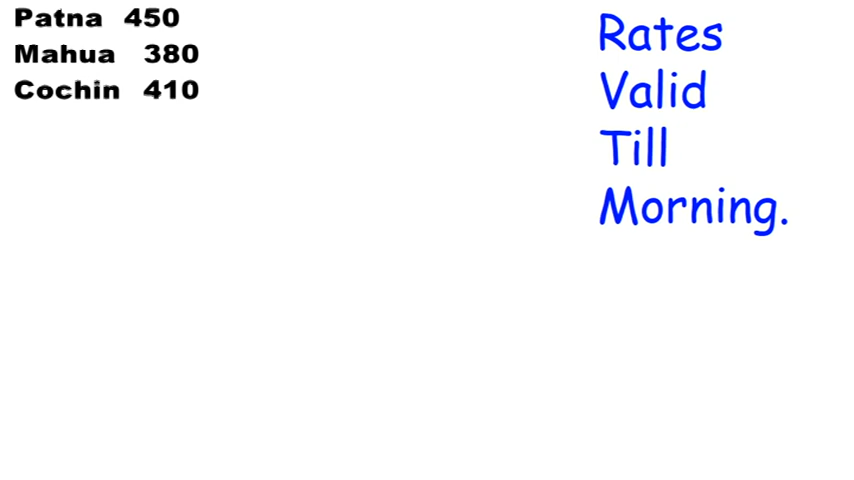 Patna 450
Mahua 380
Cochin 410
Rates
Valid
Till
Morning.